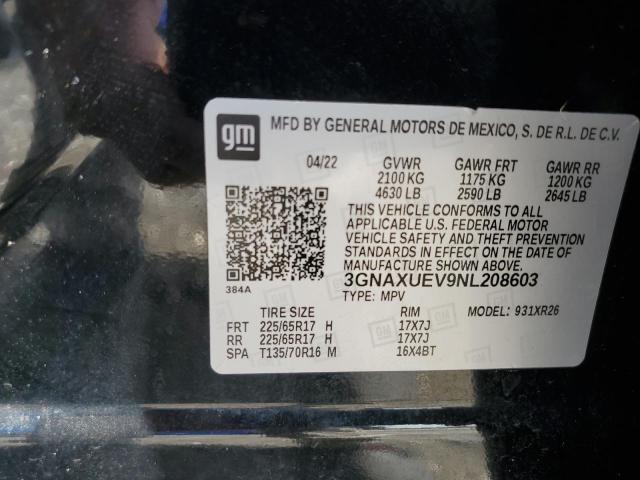 gm
MFD BY GENERAL MOTORS DE MEXICO, S. DE R.L. DE C.V.
04/22 GVWR GAWR FRT GAWR RR
2100 KG 1175 KG 1200 KG
4630 LB 2590 LB 2645 LB
THIS VEHICLE CONFORMS TO ALL
APPLICABLE U.S. FEDERAL MOTOR
VEHICLE SAFETY AND THEFT PREVENTION
STANDARDS IN EFFECT ON THE DATE OF
MANUFACTURE SHOWN ABOVE.
384A
3GNAXUEV9NL208603
TYPE: MPV MODEL: 931XR26
TIRE SIZE RIM
FRT 225/65R17 H 17X7J
RR 225/65R17 H 17X7J
SPA T135/70R16 M 16X4BT